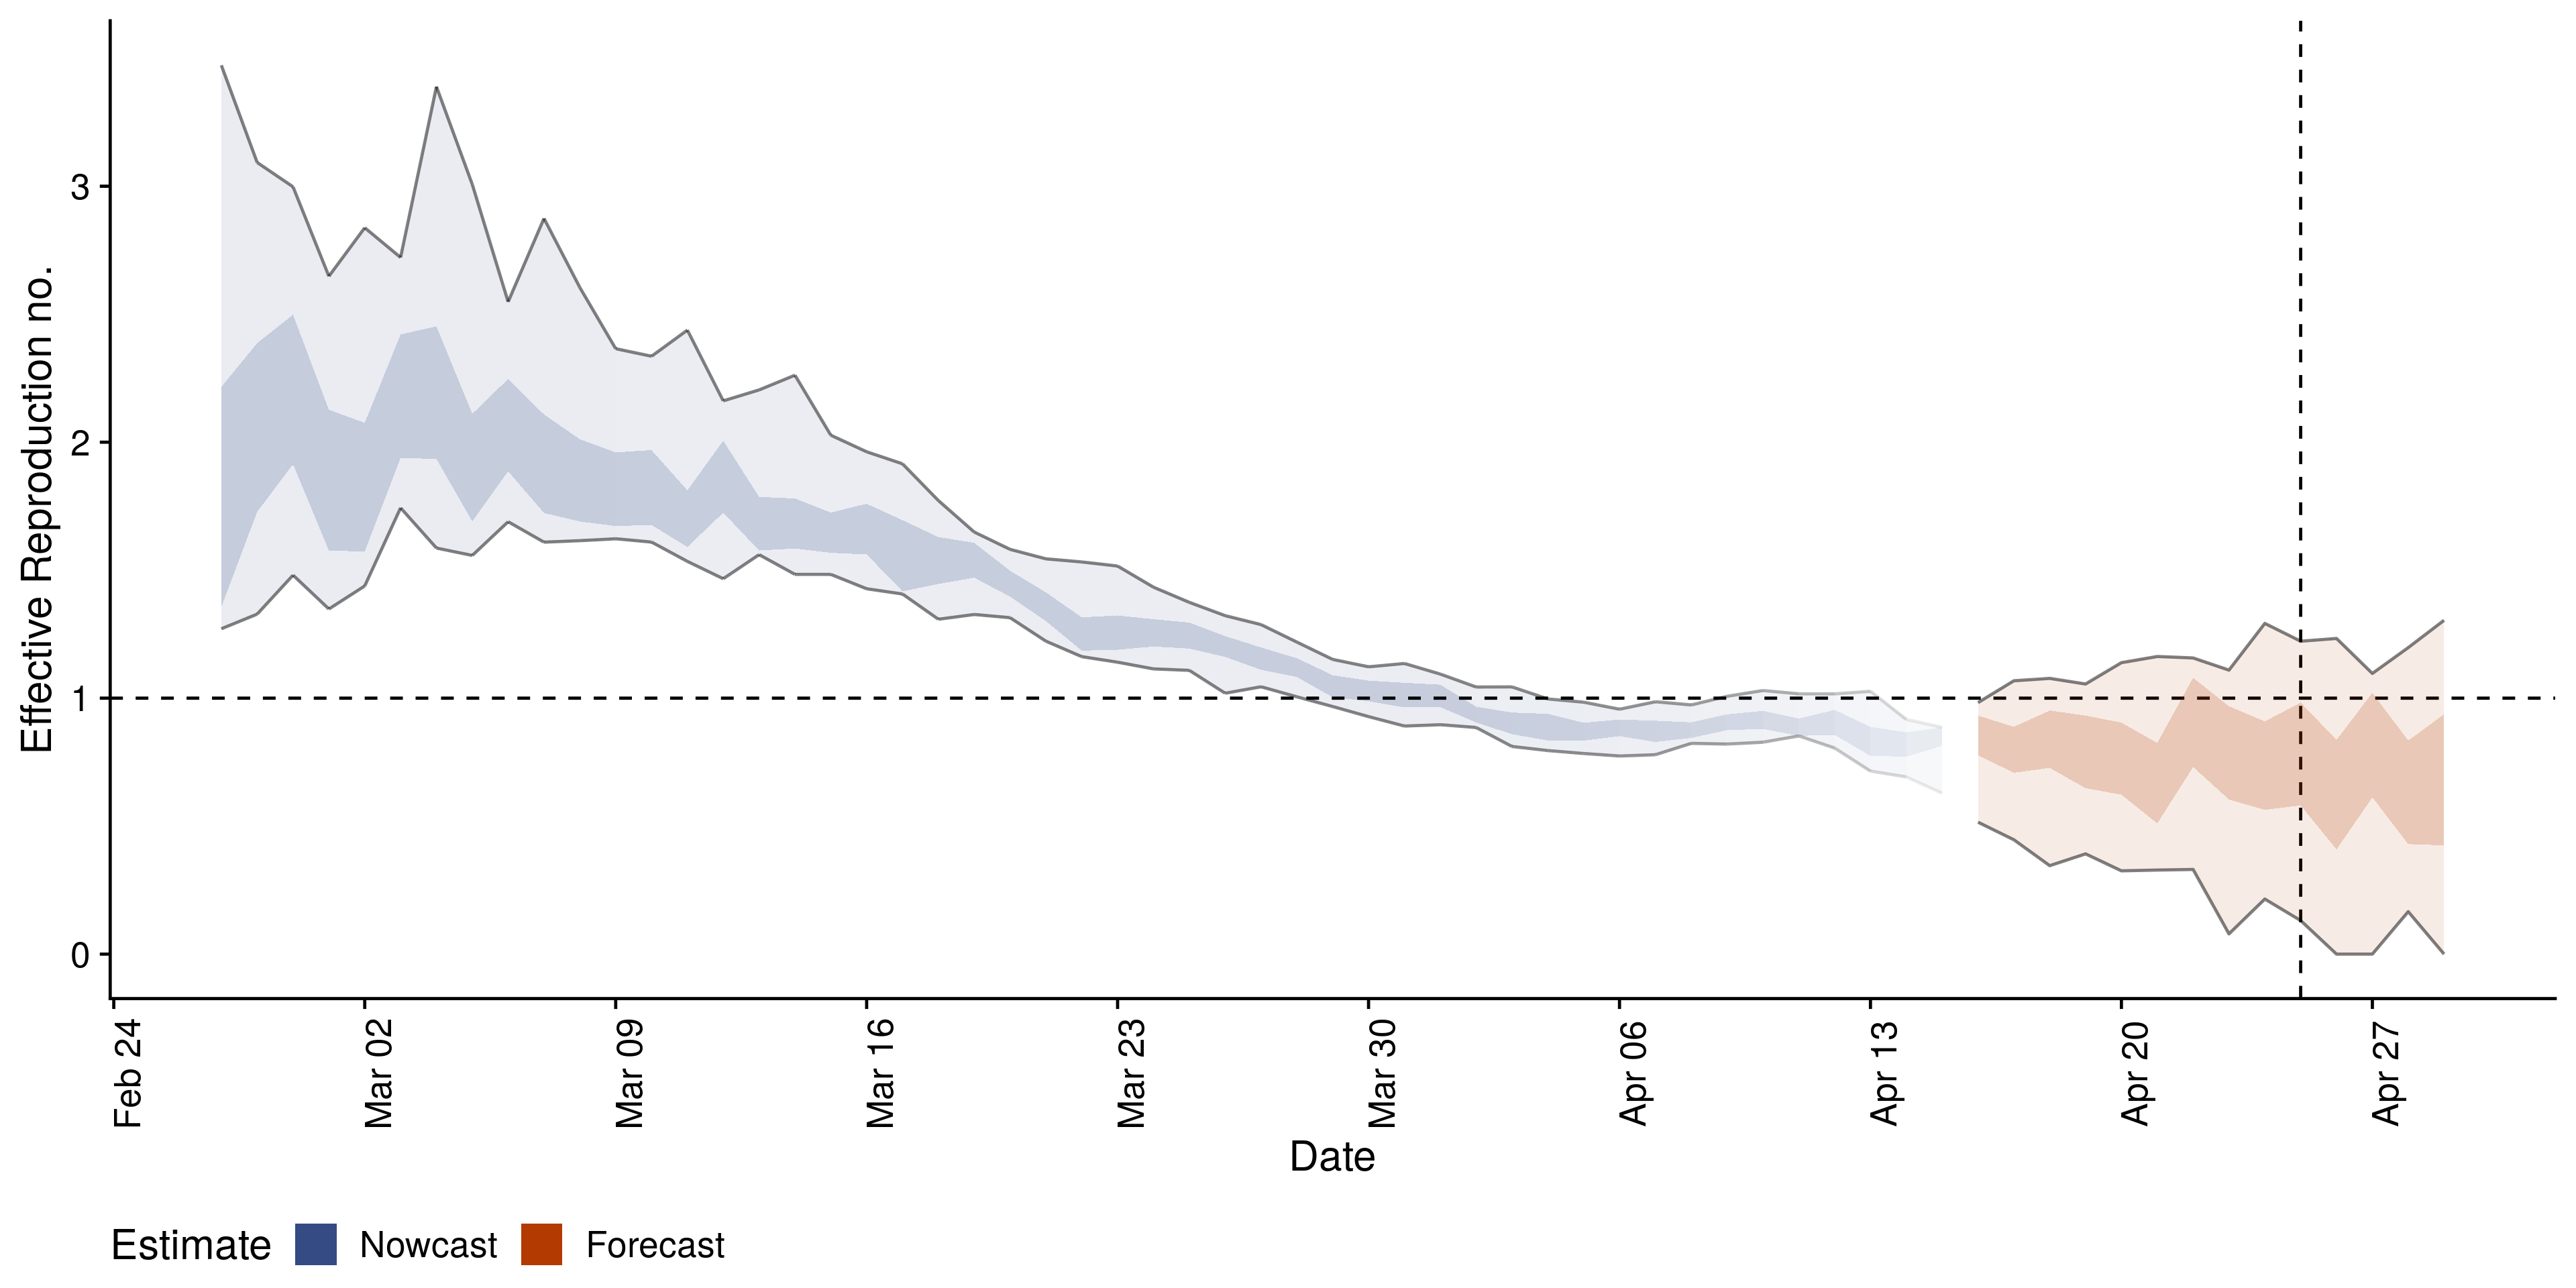 Effective Reproduction no.
3
2
1
0
Feb 24
Mar 02
Mar 09
Mar 16
Mar 23
Mar 30
Apr 06
Apr 13
Apr 20
Apr 27
Date
Estimate Nowcast Forecast